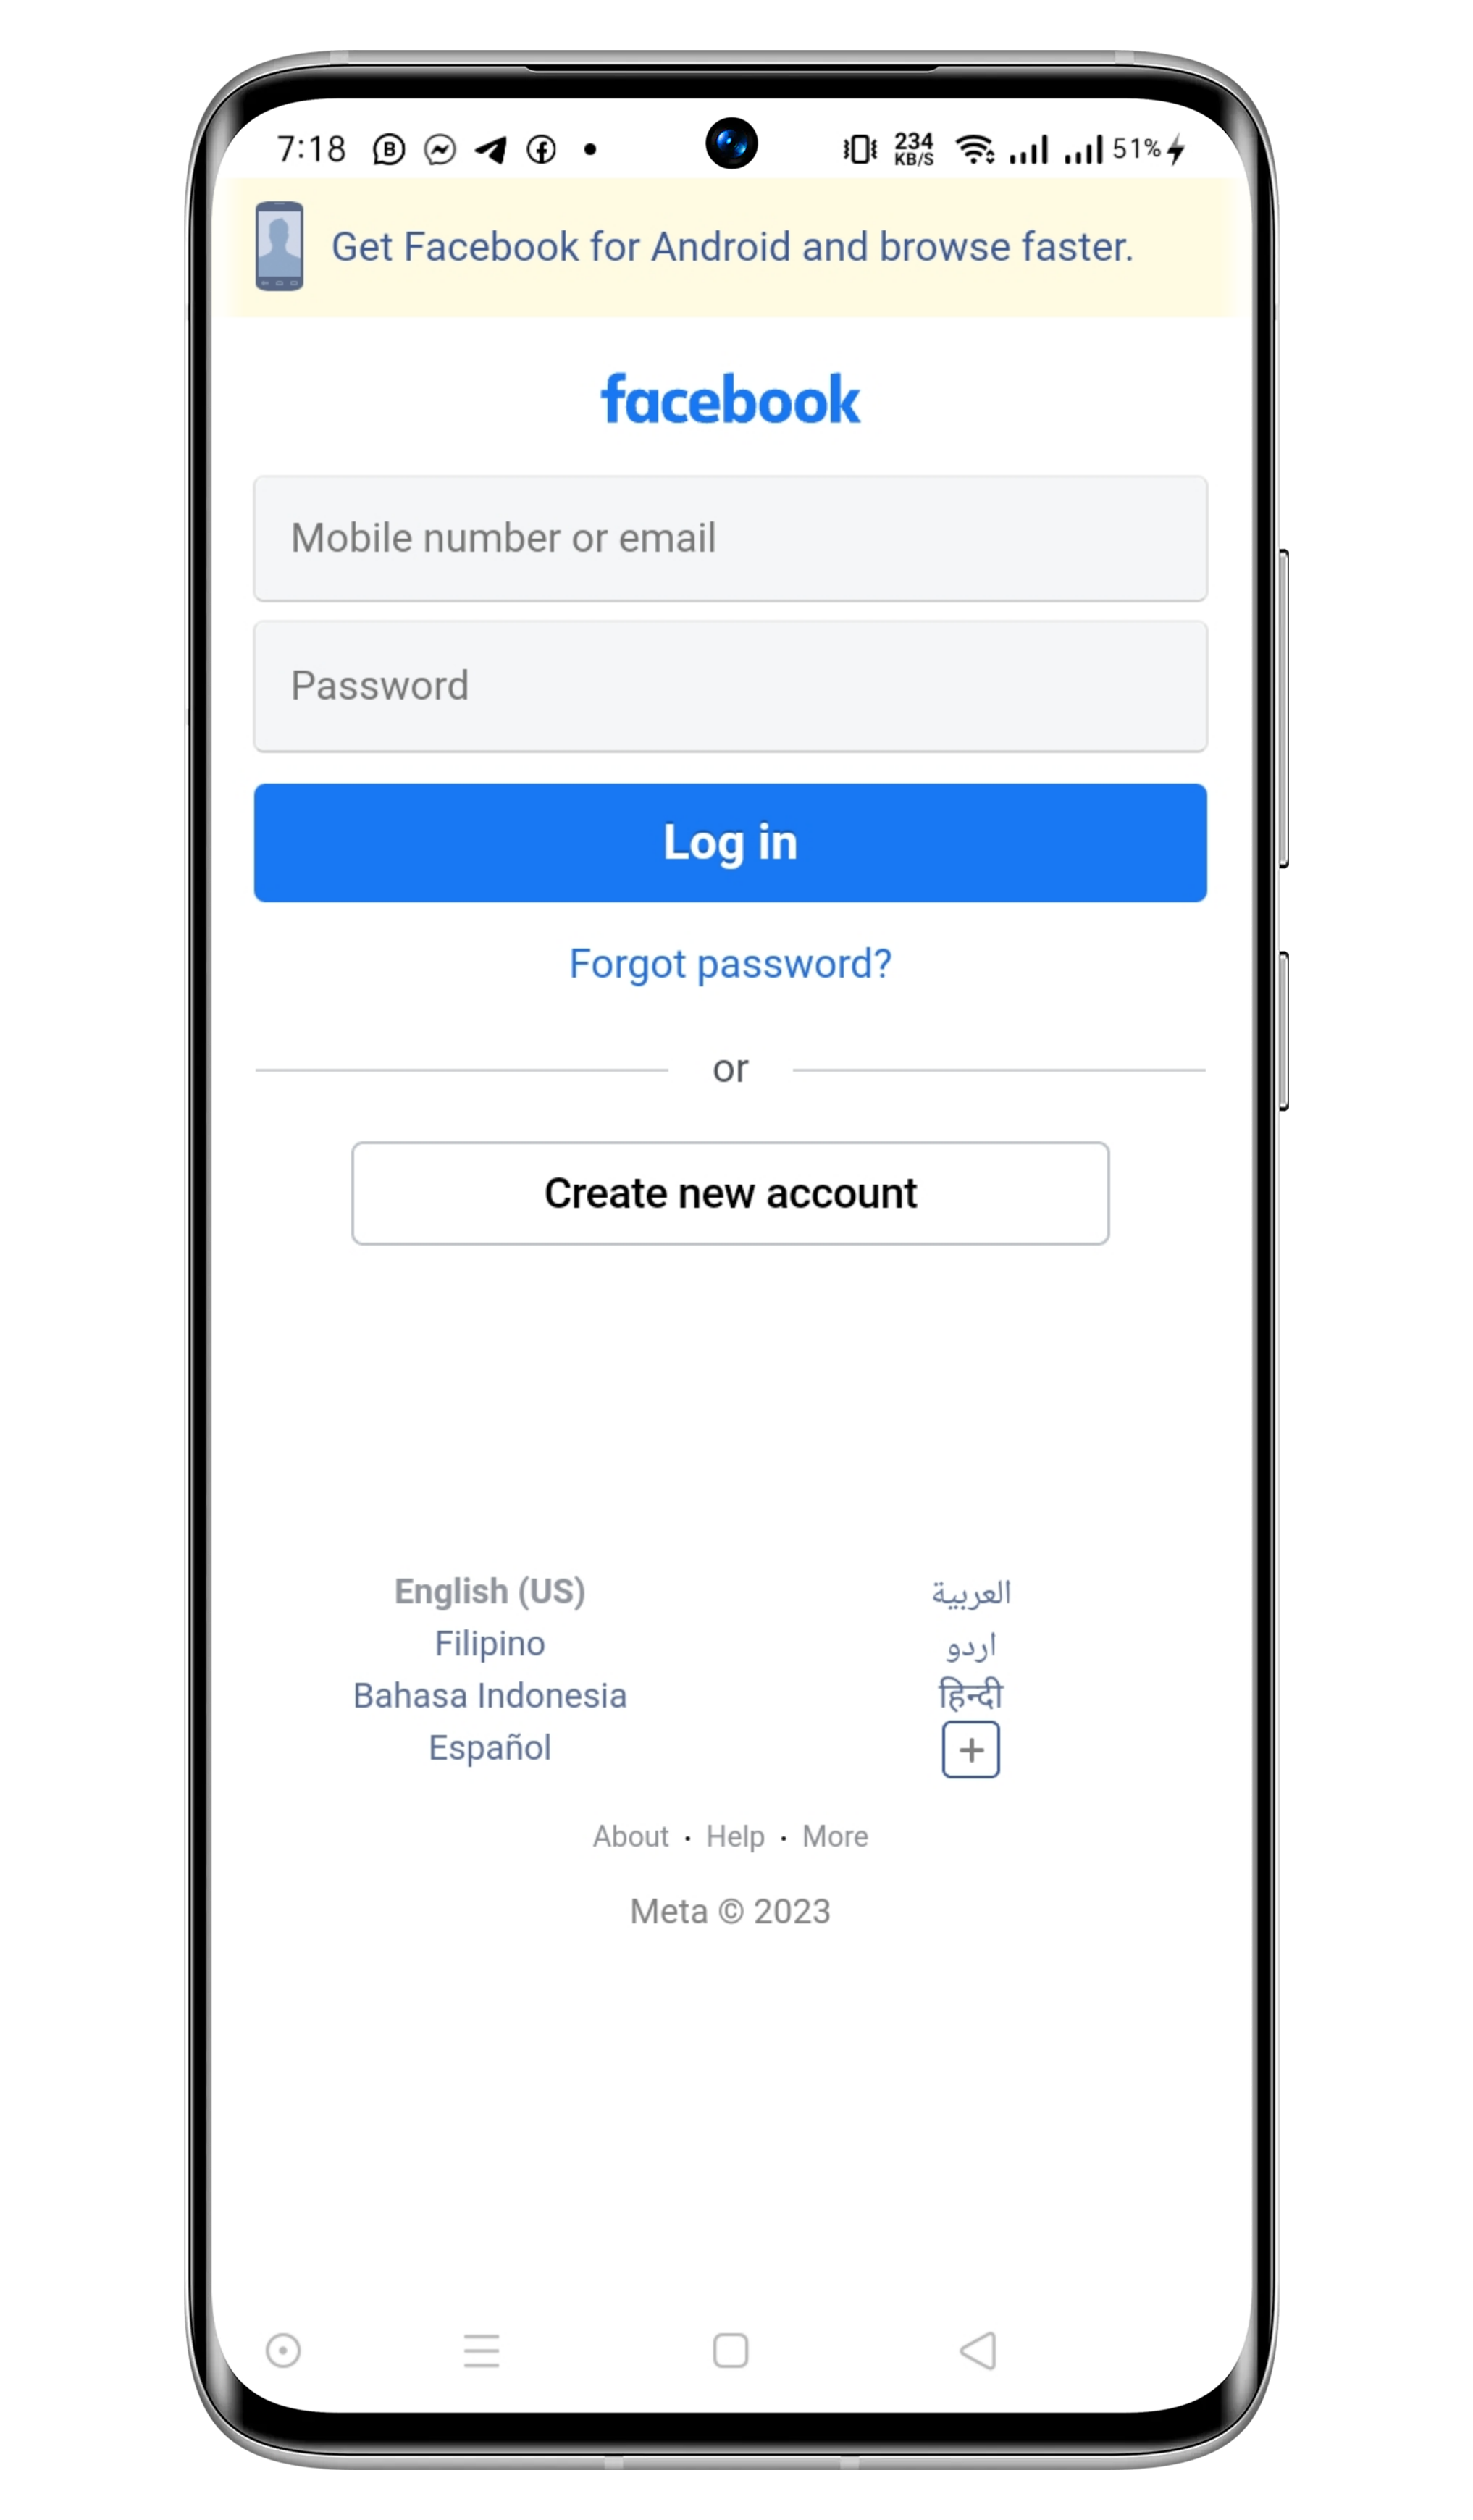 7:18 B 234 KB/S 51%
Get Facebook for Android and browse faster.
facebook
Mobile number or email
Password
Log in
Forgot password?
or
Create new account
English (US) العربية
Filipino اردو
Bahasa Indonesia हिन्दी
Español +
About · Help · More
Meta © 2023